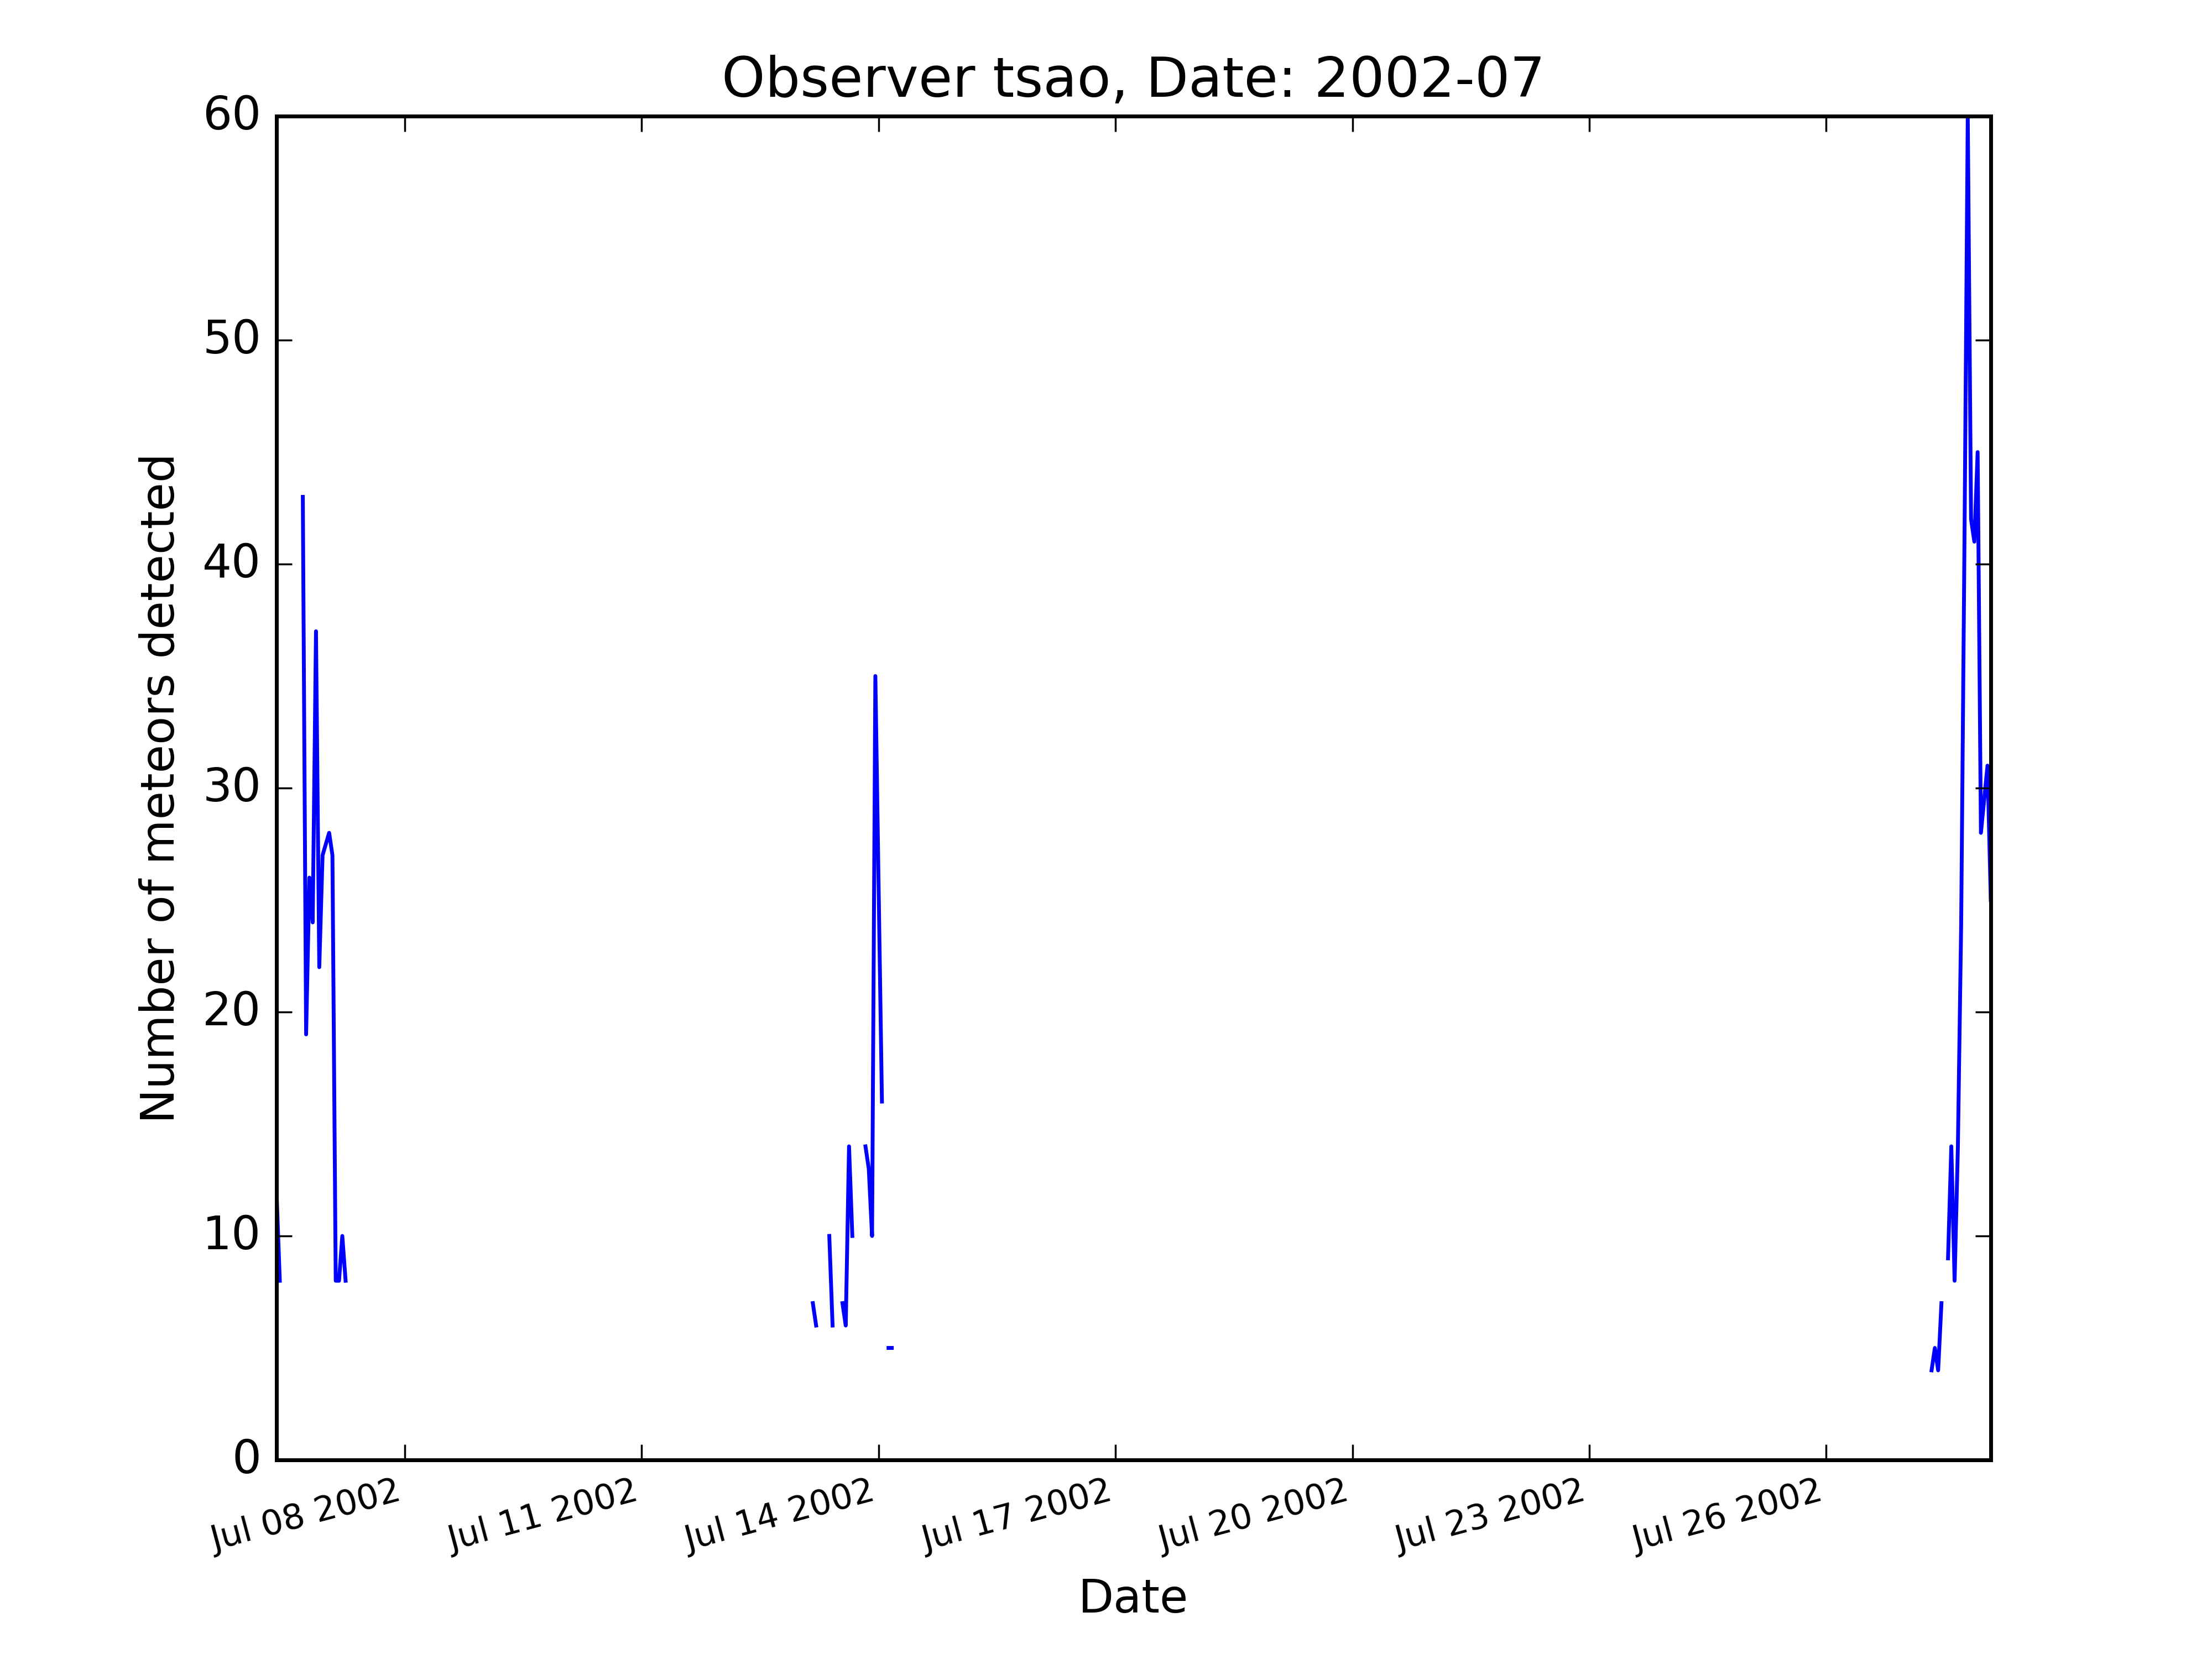 Observer tsao, Date: 2002-07
60
50
40
30
20
10
0
Number of meteors detected
Jul 08 2002
Jul 11 2002
Jul 14 2002
Jul 17 2002
Jul 20 2002
Jul 23 2002
Jul 26 2002
Date